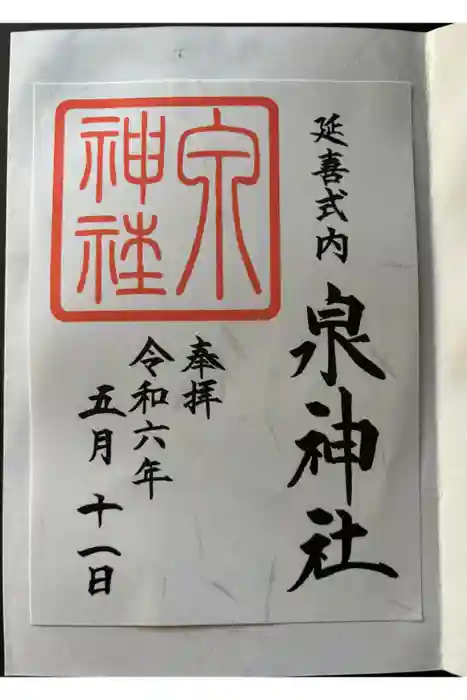 延喜式内 泉神社
奉拝
令和六年
五月十一日
泉
神社